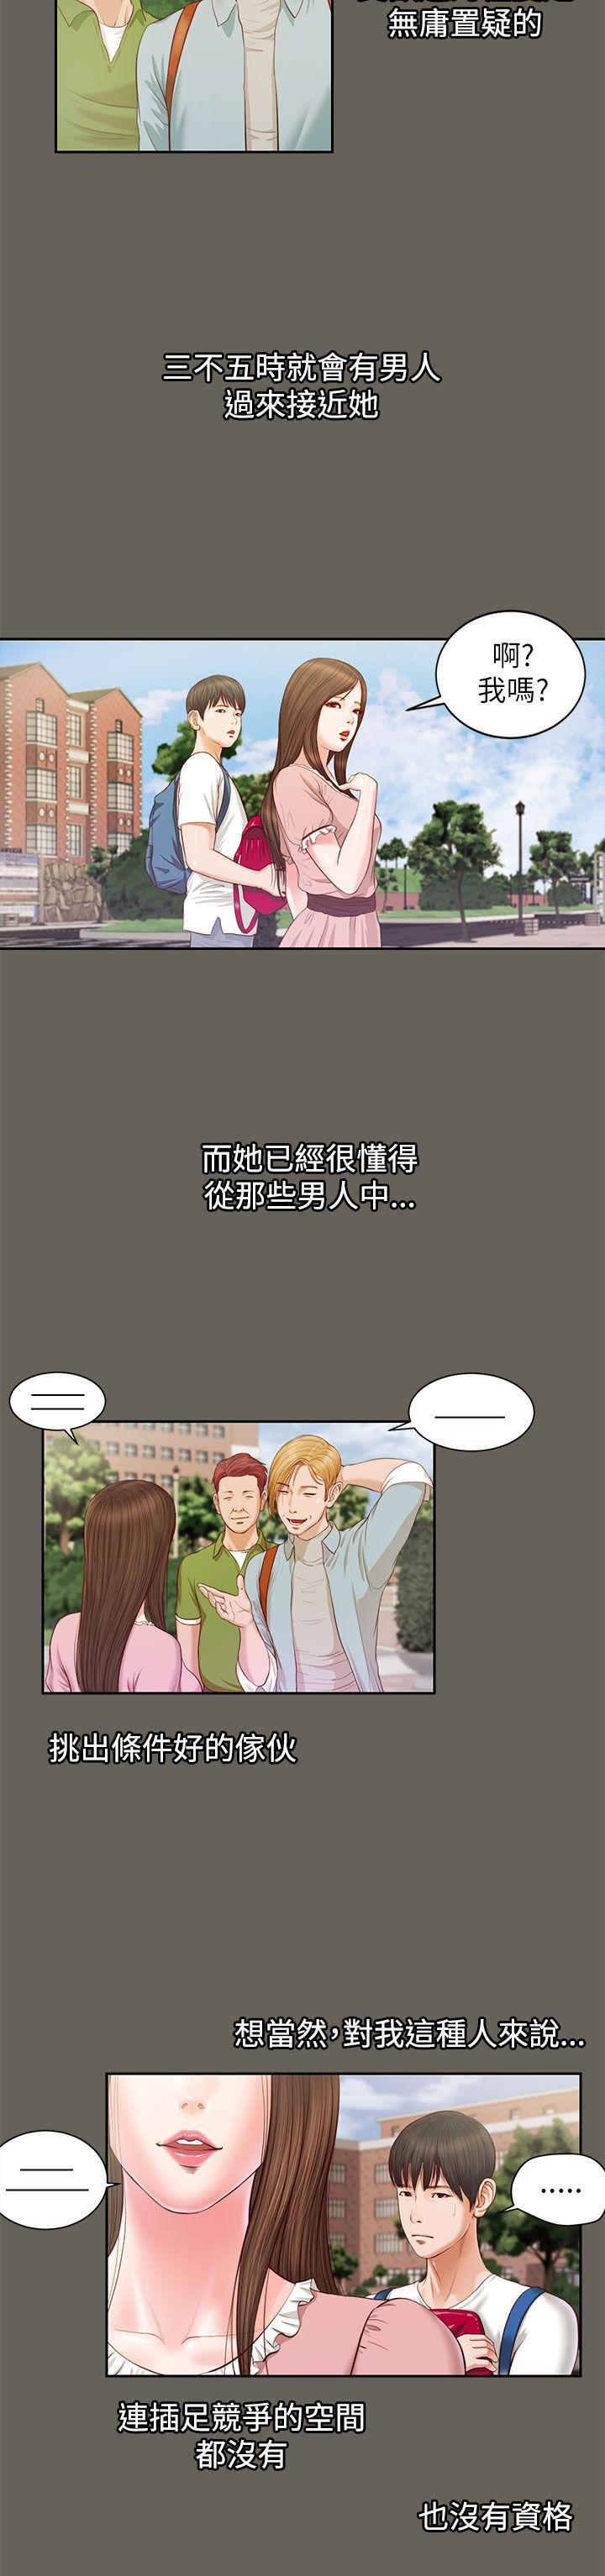 無庸置疑的
三不五時就會有男人
過來接近她
啊?
我嗎?
而她已經很懂得
從那些男人中...
挑出條件好的傢伙
想當然,對我這種人來說...
.....
連插足競爭的空間
都沒有
也沒有資格